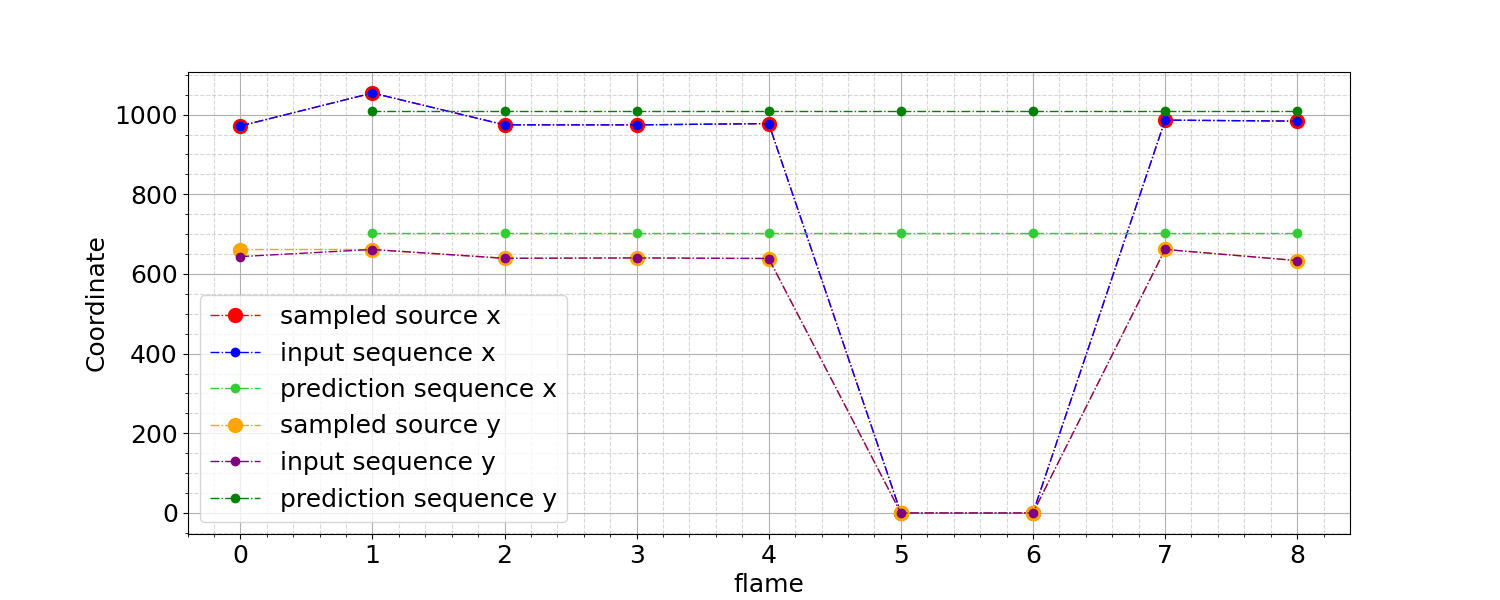 1000
800
600
400
200
0
Coordinate
sampled source x
input sequence x
prediction sequence x
sampled source y
input sequence y
prediction sequence y
0 1 2 3 4 5 6 7 8
flame